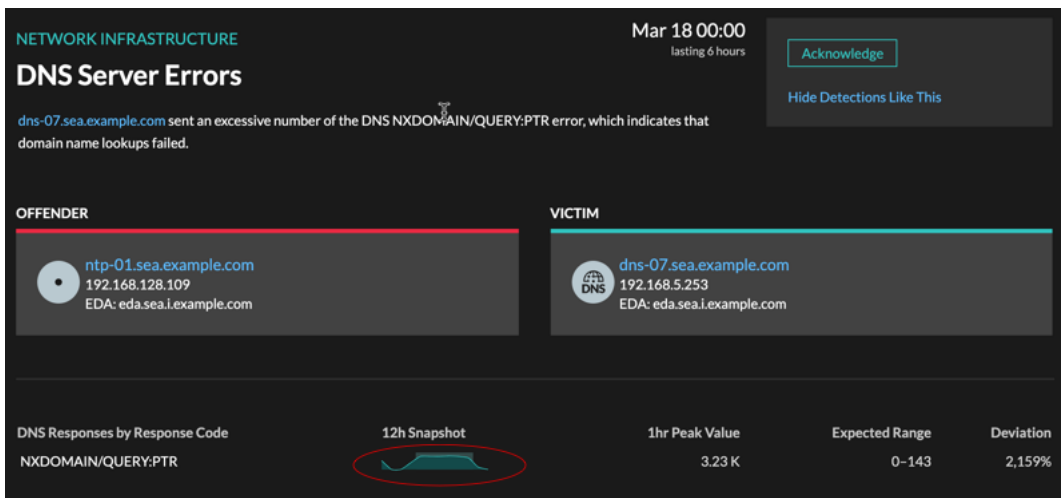 NETWORK INFRASTRUCTURE
DNS Server Errors
Mar 18 00:00
lasting 6 hours
Acknowledge
Hide Detections Like This
dns-07.sea.example.com sent an excessive number of the DNS NXDOMAIN/QUERY:PTR error, which indicates that
domain name lookups failed.
OFFENDER
ntp-01.sea.example.com
192.168.128.109
EDA: eda.sea.i.example.com
VICTIM
DNS
dns-07.sea.example.com
192.168.5.253
EDA: eda.sea.i.example.com
DNS Responses by Response Code 12h Snapshot 1hr Peak Value Expected Range Deviation
NXDOMAIN/QUERY:PTR 3.23 K 0–143 2,159%